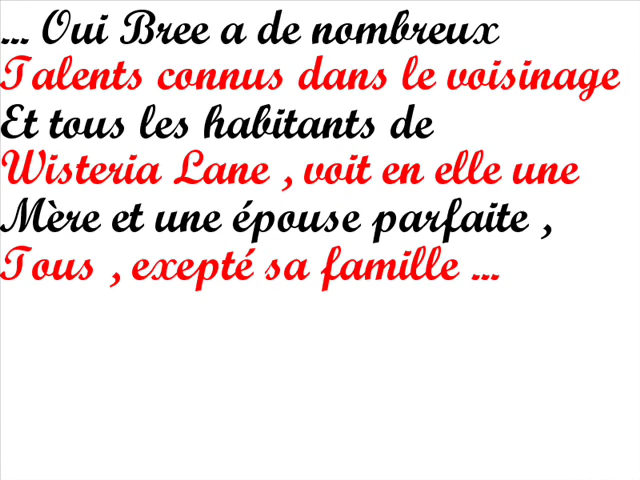 ... Oui Bree a de nombreux
Talents connus dans le voisinage
Et tous les habitants de
Wisteria Lane , voit en elle une
Mère et une épouse parfaite ,
Tous , exepté sa famille ...